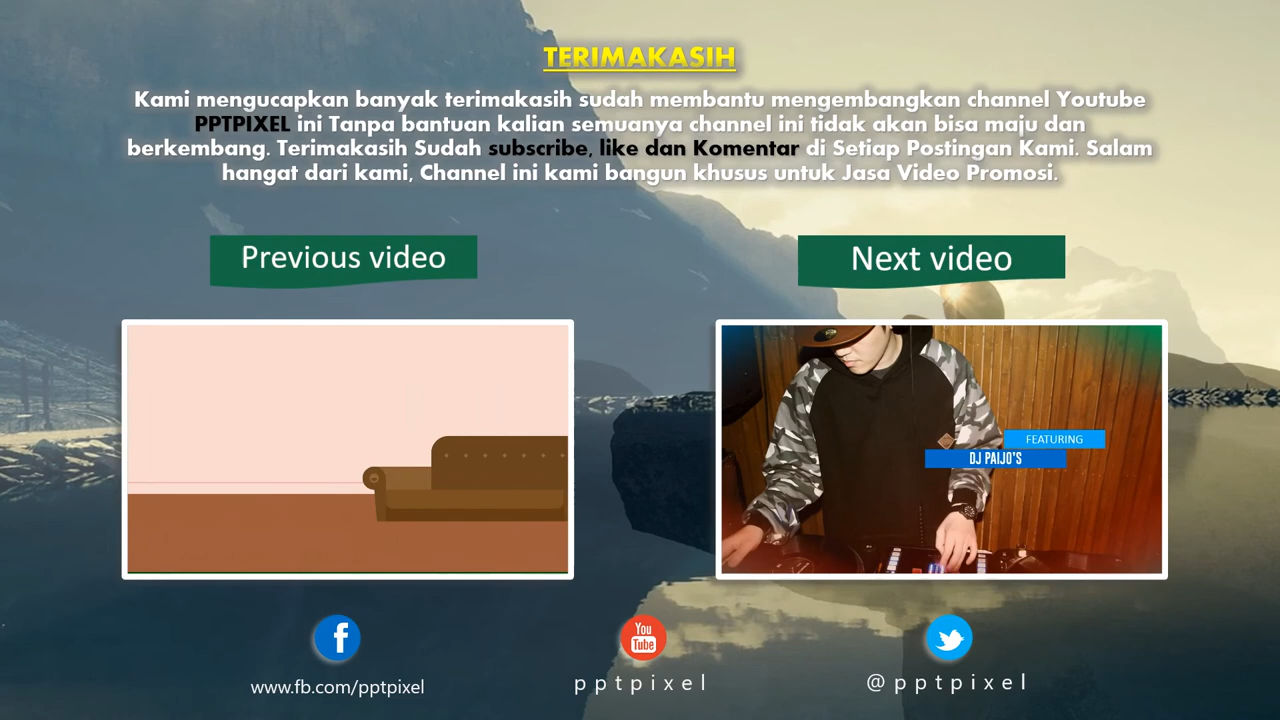 TERIMAKASIH
Kami mengucapkan banyak terimakasih sudah membantu mengembangkan channel Youtube
PPTPIXEL ini Tanpa bantuan kalian semuanya channel ini tidak akan bisa maju dan
berkembang. Terimakasih Sudah subscribe, like dan Komentar di Setiap Postingan Kami. Salam
hangat dari kami, Channel ini kami bangun khusus untuk Jasa Video Promosi.
Previous video
Next video
FEATURING
DJ PAIJO'S
f
You
Tube
www.fb.com/pptpixel
pptpixel
@pptpixel